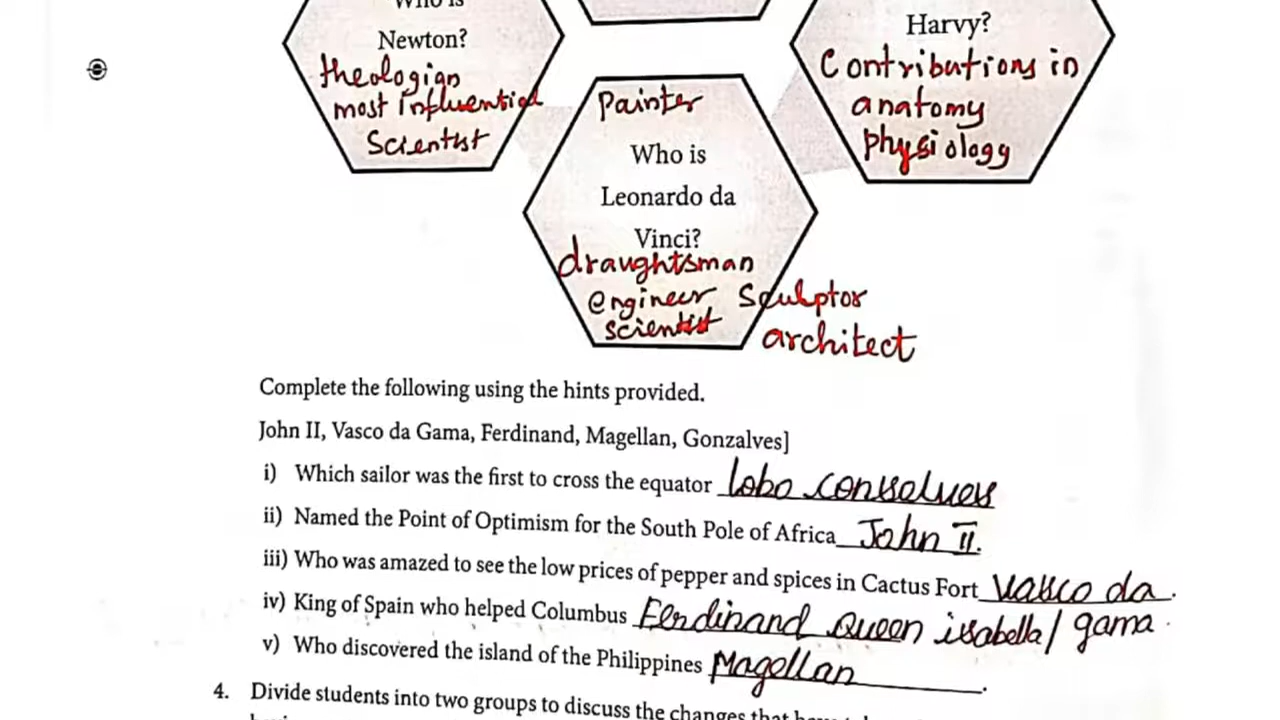 Who is
Newton?
theologian
most influential
Scientist
Harvy?
Contributions in
anatomy
physiology
Painter
Who is
Leonardo da
Vinci?
draughtsman
engineer Sculptor
scientist architect
Complete the following using the hints provided.
John II, Vasco da Gama, Ferdinand, Magellan, Gonzalves]
i) Which sailor was the first to cross the equator lobo conselves
ii) Named the Point of Optimism for the South Pole of Africa John II.
iii) Who was amazed to see the low prices of pepper and spices in Cactus Fort vasco da
iv) King of Spain who helped Columbus Ferdinand Queen isabella / gama
v) Who discovered the island of the Philippines Magellan
4. Divide students into two groups to discuss the changes that